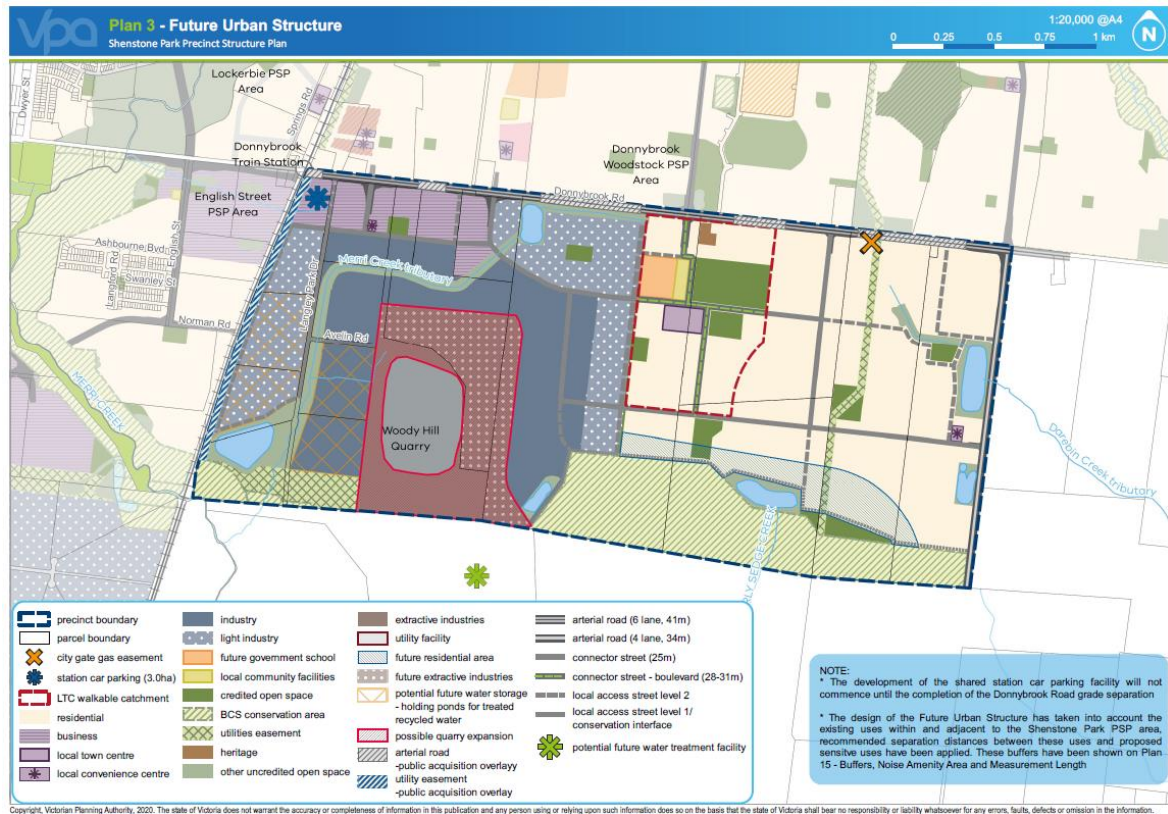 vpa
Plan 3 - Future Urban Structure
Shenstone Park Precinct Structure Plan
1:20,000 @A4
0 0.25 0.5 0.75 1 km
N
Lockerbie PSP
Area
Dwyer St
Springs Rd
Donnybrook
Train Station
Donnybrook
Woodstock PSP
Area
Donnybrook Rd
English Street
PSP Area
English St
Ashbourne Bvd
Langford Rd
Swanley St
Norman Rd
Langley Park Dr
Merri Creek tributary
Avelin Rd
Woody Hill
Quarry
MERRI CREEK
Darebin Creek tributary
RLY SEDGE CREEK
precinct boundary
parcel boundary
city gate gas easement
station car parking (3.0ha)
LTC walkable catchment
residential
business
local town centre
local convenience centre
industry
light industry
future government school
local community facilities
credited open space
BCS conservation area
utilities easement
heritage
other uncredited open space
extractive industries
utility facility
future residential area
future extractive industries
potential future water storage
- holding ponds for treated
recycled water
possible quarry expansion
arterial road
-public acquisition overlayy
utility easement
-public acquisition overlay
arterial road (6 lane, 41m)
arterial road (4 lane, 34m)
connector street (25m)
connector street - boulevard (28-31m)
local access street level 2
local access street level 1/
conservation interface
potential future water treatment facility
NOTE:
* The development of the shared station car parking facility will not
commence until the completion of the Donnybrook Road grade separation
* The design of the Future Urban Structure has taken into account the
existing uses within and adjacent to the Shenstone Park PSP area,
recommended separation distances between these uses and proposed
sensitve uses have been applied. These buffers have been shown on Plan
15 - Buffers, Noise Amenity Area and Measurement Length
Copyright, Victorian Planning Authority, 2020. The state of Victoria does not warrant the accuracy or completeness of information in this publication and any person using or relying upon such information does so on the basis that the state of Victoria shall bear no responsibility or liability whatsoever for any errors, faults, defects or omission in the information.